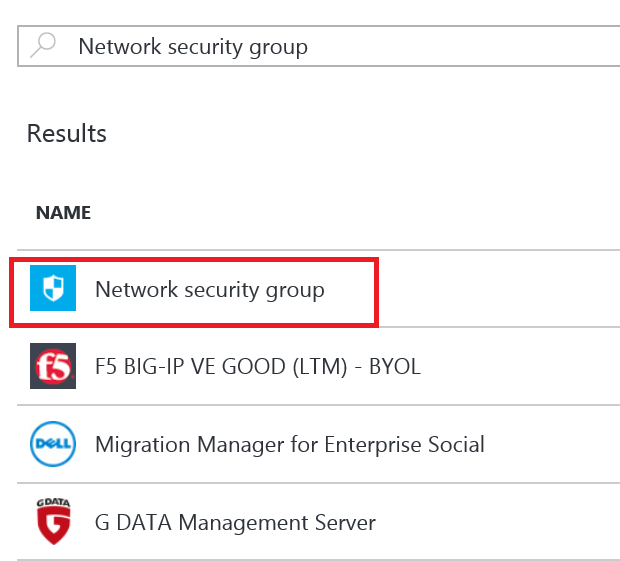 Network security group
Results
NAME
Network security group
f5
F5 BIG-IP VE GOOD (LTM) - BYOL
DELL
Migration Manager for Enterprise Social
G DATA
G
G DATA Management Server